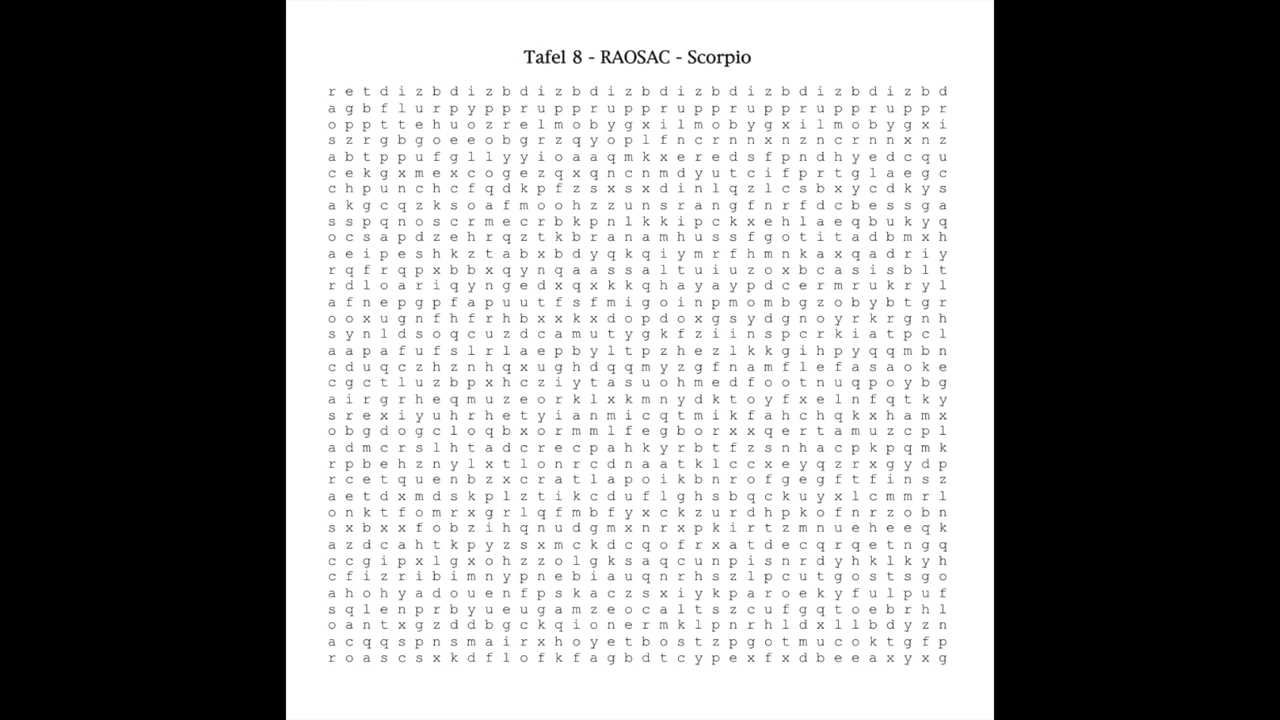 Tafel 8 - RAOSAC - Scorpio
r e t d i z b d i z b d i z b d i z b d i z b d i z b d i z b d i z b d
a g b f l u r p y p p r u p p r u p p r u p p r u p p r u p p r u p p r
o p p t t e h u o z r e l m o b y g x i l m o b y g x i l m o b y g x i
s z r g b g o e e o b g r z q y o p l f n c r n n x n z n c r n n x n z
a b t p p u f g l l y y i o a a q m k x e r e d s f p n d h y e d c q u
c e k g x m e x c o g e z q x q n c n m d y u t c i f p r t g l a e g c
c h p u n c h c f q d k p f z s x s x d i n l q z l c s b x y c d k y s
a k g c q z k s o a f m o o h z z u n s r a n g f n r f d c b e s s g a
s s p q n o s c r m e c r b k p n l k k i p c k x e h l a e q b u k y q
o c s a p d z e h r q z t k b r a n a m h u s s f g o t i t a d b m x h
a e i p e s h k z t a b x b d y q k q i y m r f h m n k a x q a d r i y
r q f r q p x b b x q y n q a a s s a l t u i u z o x b c a s i s b l t
r d l o a r i q y n g e d x q x k k q h a y a y p d c e r m r u k r y l
a f n e p g p f a p u u t f s f m i g o i n p m o m b g z o b y b t g r
o o x u g n f h f r h b x x k x d o p d o x g s y d g n o y r k r g n h
s y n l d s o q c u z d c a m u t y g k f z i i n s p c r k i a t p c l
a a p a f u f s l r l a e p b y l t p z h e z l k k g i h p y q q m b n
c d u q c z h z n h q x u g h d q q m y z g f n a m f l e f a s a o k e
c g c t l u z b p x h c z i y t a s u o h m e d f o o t n u q p o y b g
a i r g r h e q m u z e o r k l x k m n y d k t o y f x e l n f q t k y
s r e x i y u h r h e t y i a n m i c q t m i k f a h c h q k x h a m x
o b g d o g c l o q b x o r m m l f e g b o r x x q e r t a m u z c p l
a d m c r s l h t a d c r e c p a h k y r b t f z s n h a c p k p q m k
r p b e h z n y l x t l o n r c d n a a t k l c c x e y q z r x g y d p
r c e t q u e n b z x c r a t l a p o i k b n r o f g e g f t f i n s z
a e t d x m d s k p l z t i k c d u f l g h s b q c k u y x l c m m r l
o n k t f o m r x g r l q f m b f y x c k z u r d h p k o f n r z o b n
s x b x x f o b z i h q n u d g m x n r x p k i r t z m n u e h e e q k
a z d c a h t k p y z s x m c k d c q o f r x a t d e c q r q e t n g q
c c g i p x l g x o h z z o l g k s a q c u n p i s n r d y h k l k y h
c f i z r i b i m n y p n e b i a u q n r h s z l p c u t g o s t s g o
a h o h y a d o u e n f p s k a c z s x i y k p a r o e k y f u l p u f
s q l e n p r b y u e u g a m z e o c a l t s z c u f g q t o e b r h l
o a n t x g z d d b g c k q i o n e r m k l p n r h l d x l l b d y z n
a c q q s p n s m a i r x h o y e t b o s t z p g o t m u c o k t g f p
r o a s c s x k d f l o f k f a g b d t c y p e x f x d b e e a x y x g